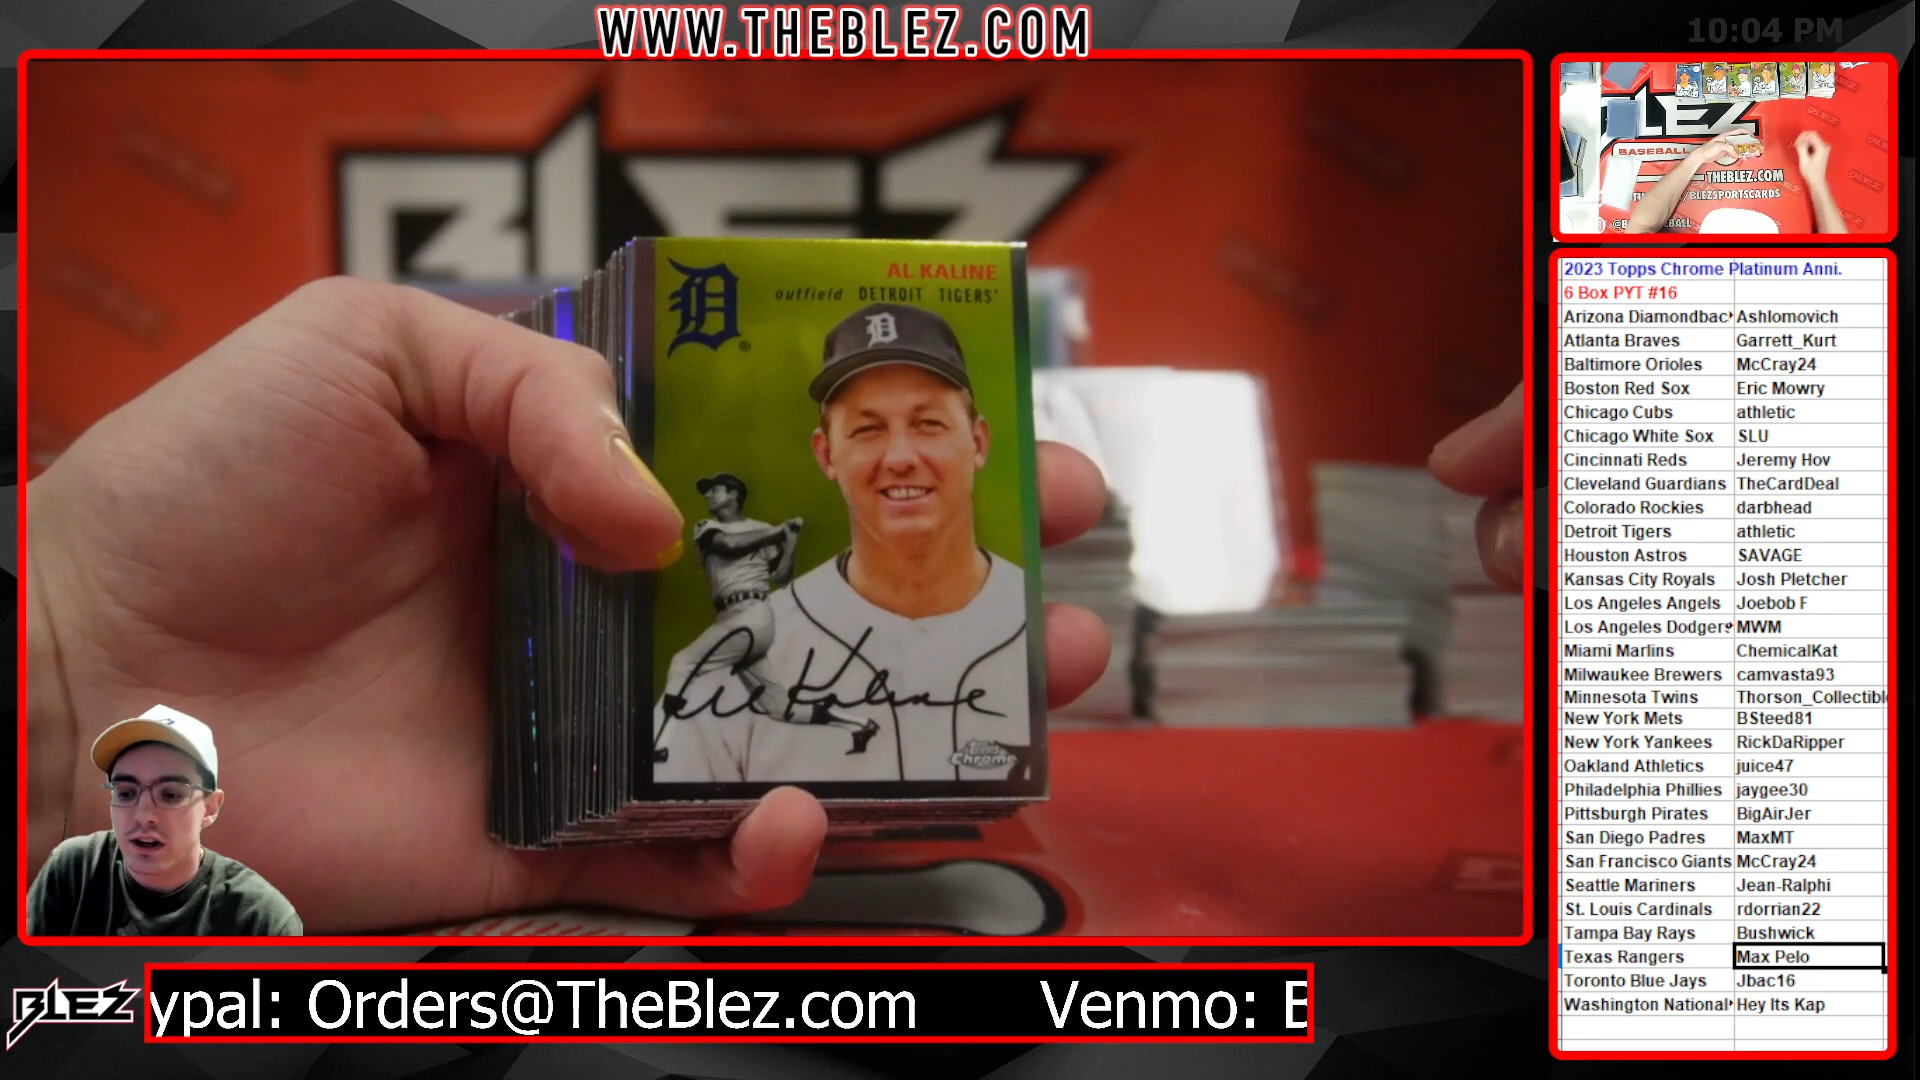 WWW.THEBLEZ.COM
10:04 PM
BLEZ
AL KALINE
outfield DETROIT TIGERS
D
®
Al Kaline
Topps
Chrome
LEZ
BASEBALL
THEBLEZ.COM
/BLEZSPORTSCARDS
2023 Topps Chrome Platinum Anni.
6 Box PYT #16
Arizona Diamondbac Ashlomovich
Atlanta Braves Garrett_Kurt
Baltimore Orioles McCray24
Boston Red Sox Eric Mowry
Chicago Cubs athletic
Chicago White Sox SLU
Cincinnati Reds Jeremy Hov
Cleveland Guardians TheCardDeal
Colorado Rockies darbhead
Detroit Tigers athletic
Houston Astros SAVAGE
Kansas City Royals Josh Pletcher
Los Angeles Angels Joebob F
Los Angeles Dodgers MWM
Miami Marlins ChemicalKat
Milwaukee Brewers camvasta93
Minnesota Twins Thorson_Collectibl
New York Mets BSteed81
New York Yankees RickDaRipper
Oakland Athletics juice47
Philadelphia Phillies jaygee30
Pittsburgh Pirates BigAirJer
San Diego Padres MaxMT
San Francisco Giants McCray24
Seattle Mariners Jean-Ralphi
St. Louis Cardinals rdorrian22
Tampa Bay Rays Bushwick
Texas Rangers Max Pelo
Toronto Blue Jays Jbac16
Washington National Hey Its Kap
BLEZ
ypal: Orders@TheBlez.com Venmo: B